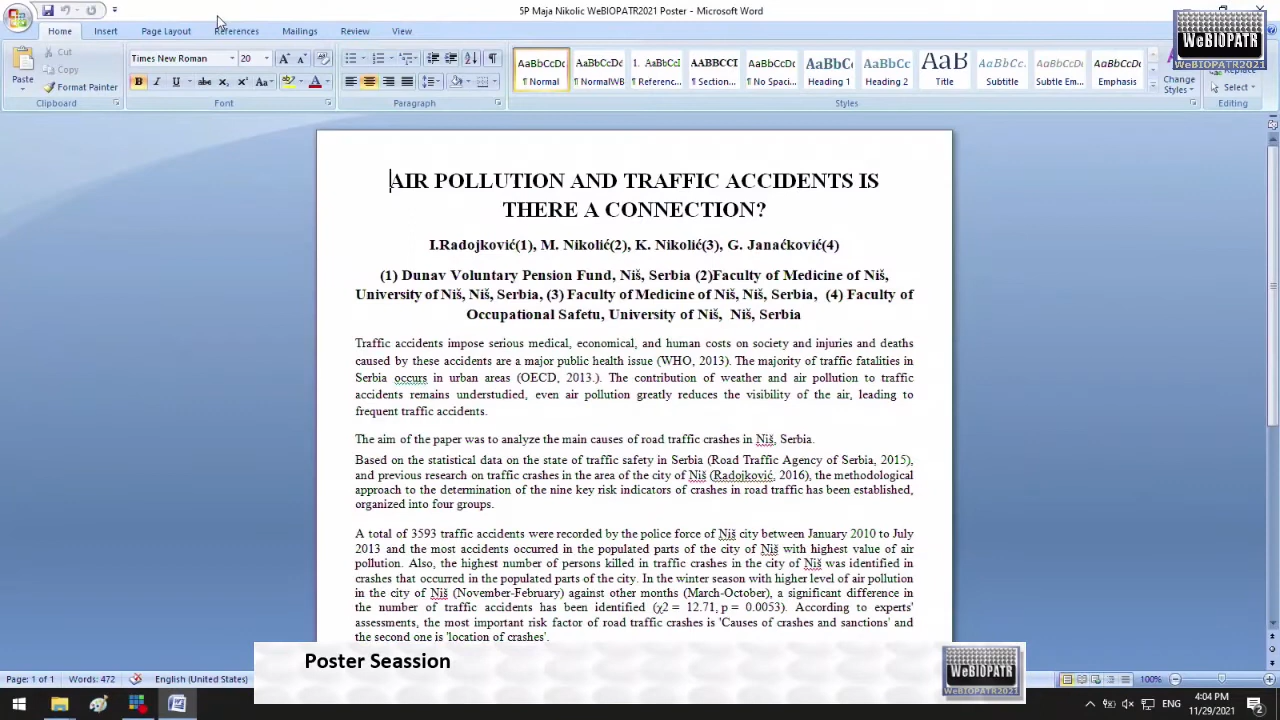 5P Maja Nikolic WeBIOPATR2021 Poster - Microsoft Word
Home Insert Page Layout References Mailings Review View
WeBIOPATR
WeBIOPATR2021
Paste
Cut
Copy
Format Painter
Times New Roman 20
AaBbCcDc AaBbCcDc 1. AaBbCcI AABBCCI AaBbCcDc AaBbC AaBbCc AaB AaBbCc. AaBbCcDc AaBbCcDc
¶ Normal ¶ NormalWB ¶ Referenc... ¶ Section... ¶ No Spaci... Heading 1 Heading 2 Title Subtitle Subtle Em... Emphasis
Change
Styles
Replace
Select
Clipboard Font Paragraph Styles Editing
AIR POLLUTION AND TRAFFIC ACCIDENTS IS
THERE A CONNECTION?
I.Radojković(1), M. Nikolić(2), K. Nikolić(3), G. Janaćković(4)
(1) Dunav Voluntary Pension Fund, Niš, Serbia (2)Faculty of Medicine of Niš,
University of Niš, Niš, Serbia, (3) Faculty of Medicine of Niš, Niš, Serbia, (4) Faculty of
Occupational Safetu, University of Niš, Niš, Serbia
Traffic accidents impose serious medical, economical, and human costs on society and injuries and deaths
caused by these accidents are a major public health issue (WHO, 2013). The majority of traffic fatalities in
Serbia occurs in urban areas (OECD, 2013.). The contribution of weather and air pollution to traffic
accidents remains understudied, even air pollution greatly reduces the visibility of the air, leading to
frequent traffic accidents.
The aim of the paper was to analyze the main causes of road traffic crashes in Niš, Serbia.
Based on the statistical data on the state of traffic safety in Serbia (Road Traffic Agency of Serbia, 2015),
and previous research on traffic crashes in the area of the city of Niš (Radojković, 2016), the methodological
approach to the determination of the nine key risk indicators of crashes in road traffic has been established,
organized into four groups.
A total of 3593 traffic accidents were recorded by the police force of Niš city between January 2010 to July
2013 and the most accidents occurred in the populated parts of the city of Niš with highest value of air
pollution. Also, the highest number of persons killed in traffic crashes in the city of Niš was identified in
crashes that occurred in the populated parts of the city. In the winter season with higher level of air pollution
in the city of Niš (November-February) against other months (March-October), a significant difference in
the number of traffic accidents has been identified (χ2 = 12.71, p = 0.0053). According to experts'
assessments, the most important risk factor of road traffic crashes is 'Causes of crashes and sanctions' and
the second one is 'location of crashes'.
Poster Seassion
WeBIOPATR
WeBIOPATR2021
Page: 1 of 1 Words: 472 English (United States 100%
ENG
4:04 PM
11/29/2021
2